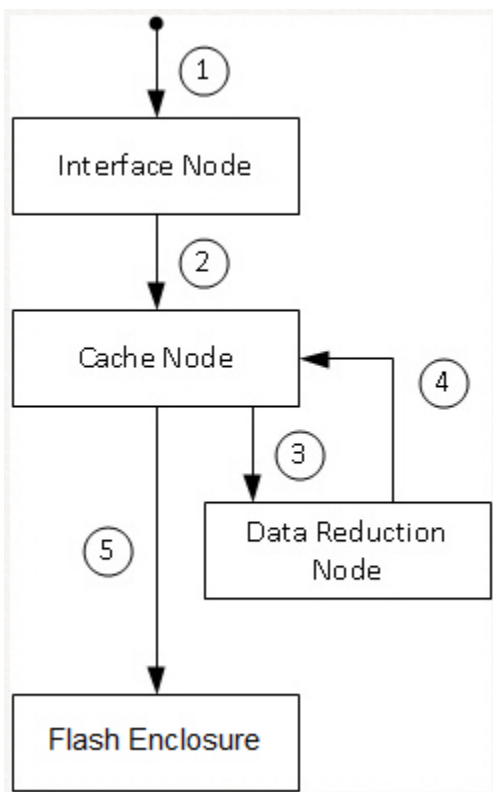 1
Interface Node
2
Cache Node
4
3
Data Reduction
Node
5
Flash Enclosure